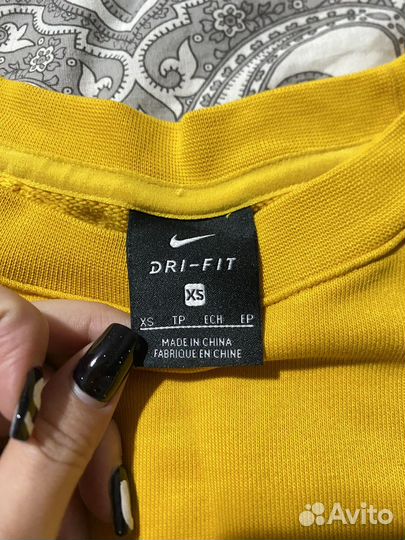 DRI-FIT
XS
XS TP ECH EP
MADE IN CHINA
FABRIQUE EN CHINE
Avito